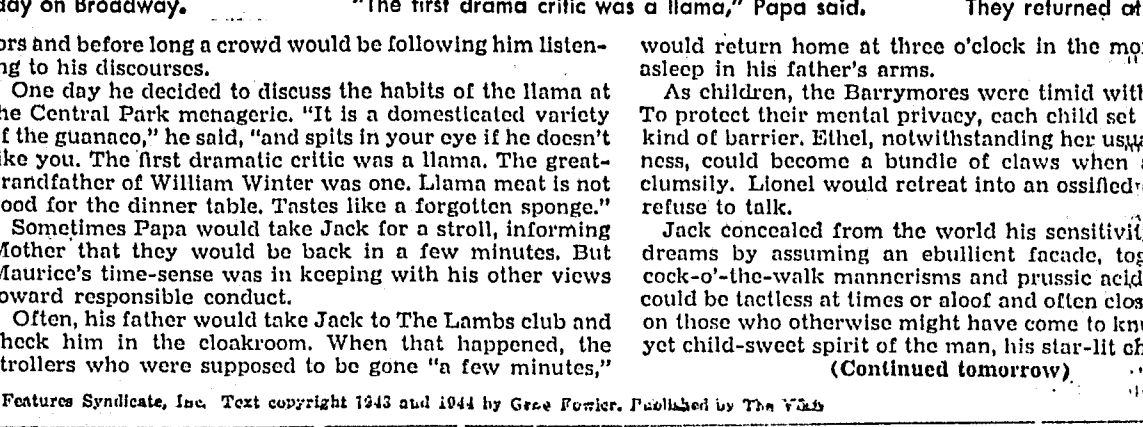 day on Broadway.
"The first drama critic was a llama," Papa said.
They returned at
ors and before long a crowd would be following him listen-
ng to his discourses.
One day he decided to discuss the habits of the llama at
he Central Park menagerie. "It is a domesticated variety
f the guanaco," he said, "and spits in your eye if he doesn't
ike you. The first dramatic critic was a llama. The great-
randfather of William Winter was one. Llama meat is not
ood for the dinner table. Tastes like a forgotten sponge."
Sometimes Papa would take Jack for a stroll, informing
Mother that they would be back in a few minutes. But
Maurice's time-sense was in keeping with his other views
oward responsible conduct.
Often, his father would take Jack to The Lambs club and
heck him in the cloakroom. When that happened, the
trollers who were supposed to be gone "a few minutes,"
would return home at three o'clock in the mo
asleep in his father's arms.
As children, the Barrymores were timid with
To protect their mental privacy, each child set
kind of barrier. Ethel, notwithstanding her
ness, could become a bundle of claws when
clumsily. Lionel would retreat into an ossified
refuse to talk.
Jack concealed from the world his sensitivit
dreams by assuming an ebullient facade, tog
cock-o'-the-walk mannerisms and prussic acid
could be tactless at times or aloof and often clos
on those who otherwise might have come to kn
yet child-sweet spirit of the man, his star-lit ch
(Continued tomorrow)
Features Syndicate, Inc. Text copyright 1943 and 1944 by Gene Fowler. Published by The